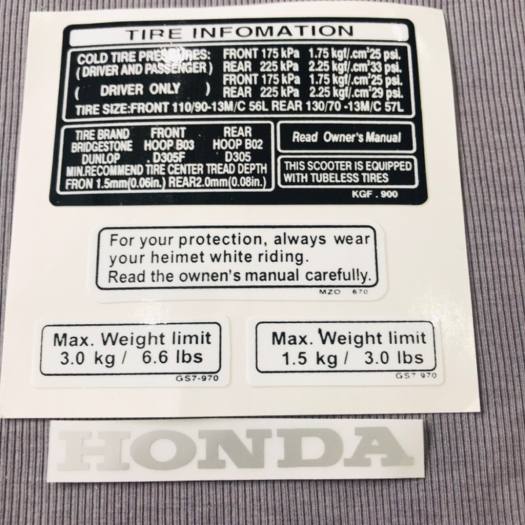 TIRE INFOMATION
COLD TIRE PRESSURES: FRONT 175 kPa 1.75 kgf/.cm²25 psl.
(DRIVER AND PASSENGER) REAR 225 kPa 2.25 kgf/.cm²33 psl.
FRONT 175 kPa 1.75 kgf/.cm²25 psl.
( DRIVER ONLY ) REAR 225 kPa 2.25 kgf/.cm²29 psl.
TIRE SIZE:FRONT 110/90-13M/C 56L REAR 130/70 -13M/C 57L
TIRE BRAND FRONT REAR
BRIDGESTONE HOOP B03 HOOP B02
DUNLOP D305F D305
MIN.RECOMMEND TIRE CENTER TREAD DEPTH
FRON 1.5mm(0.06in.) REAR2.0mm(0.08in.)
Read Owner's Manual
THIS SCOOTER IS EQUIPPED
WITH TUBELESS TIRES
KGF . 900
For your protection, always wear
your heimet white riding.
Read the ownen's manual carefully.
MZO 670
Max. Weight limit
3.0 kg / 6.6 lbs
GS7-970
Max. Weight limit
1.5 kg / 3.0 lbs
GS7 970
HONDA